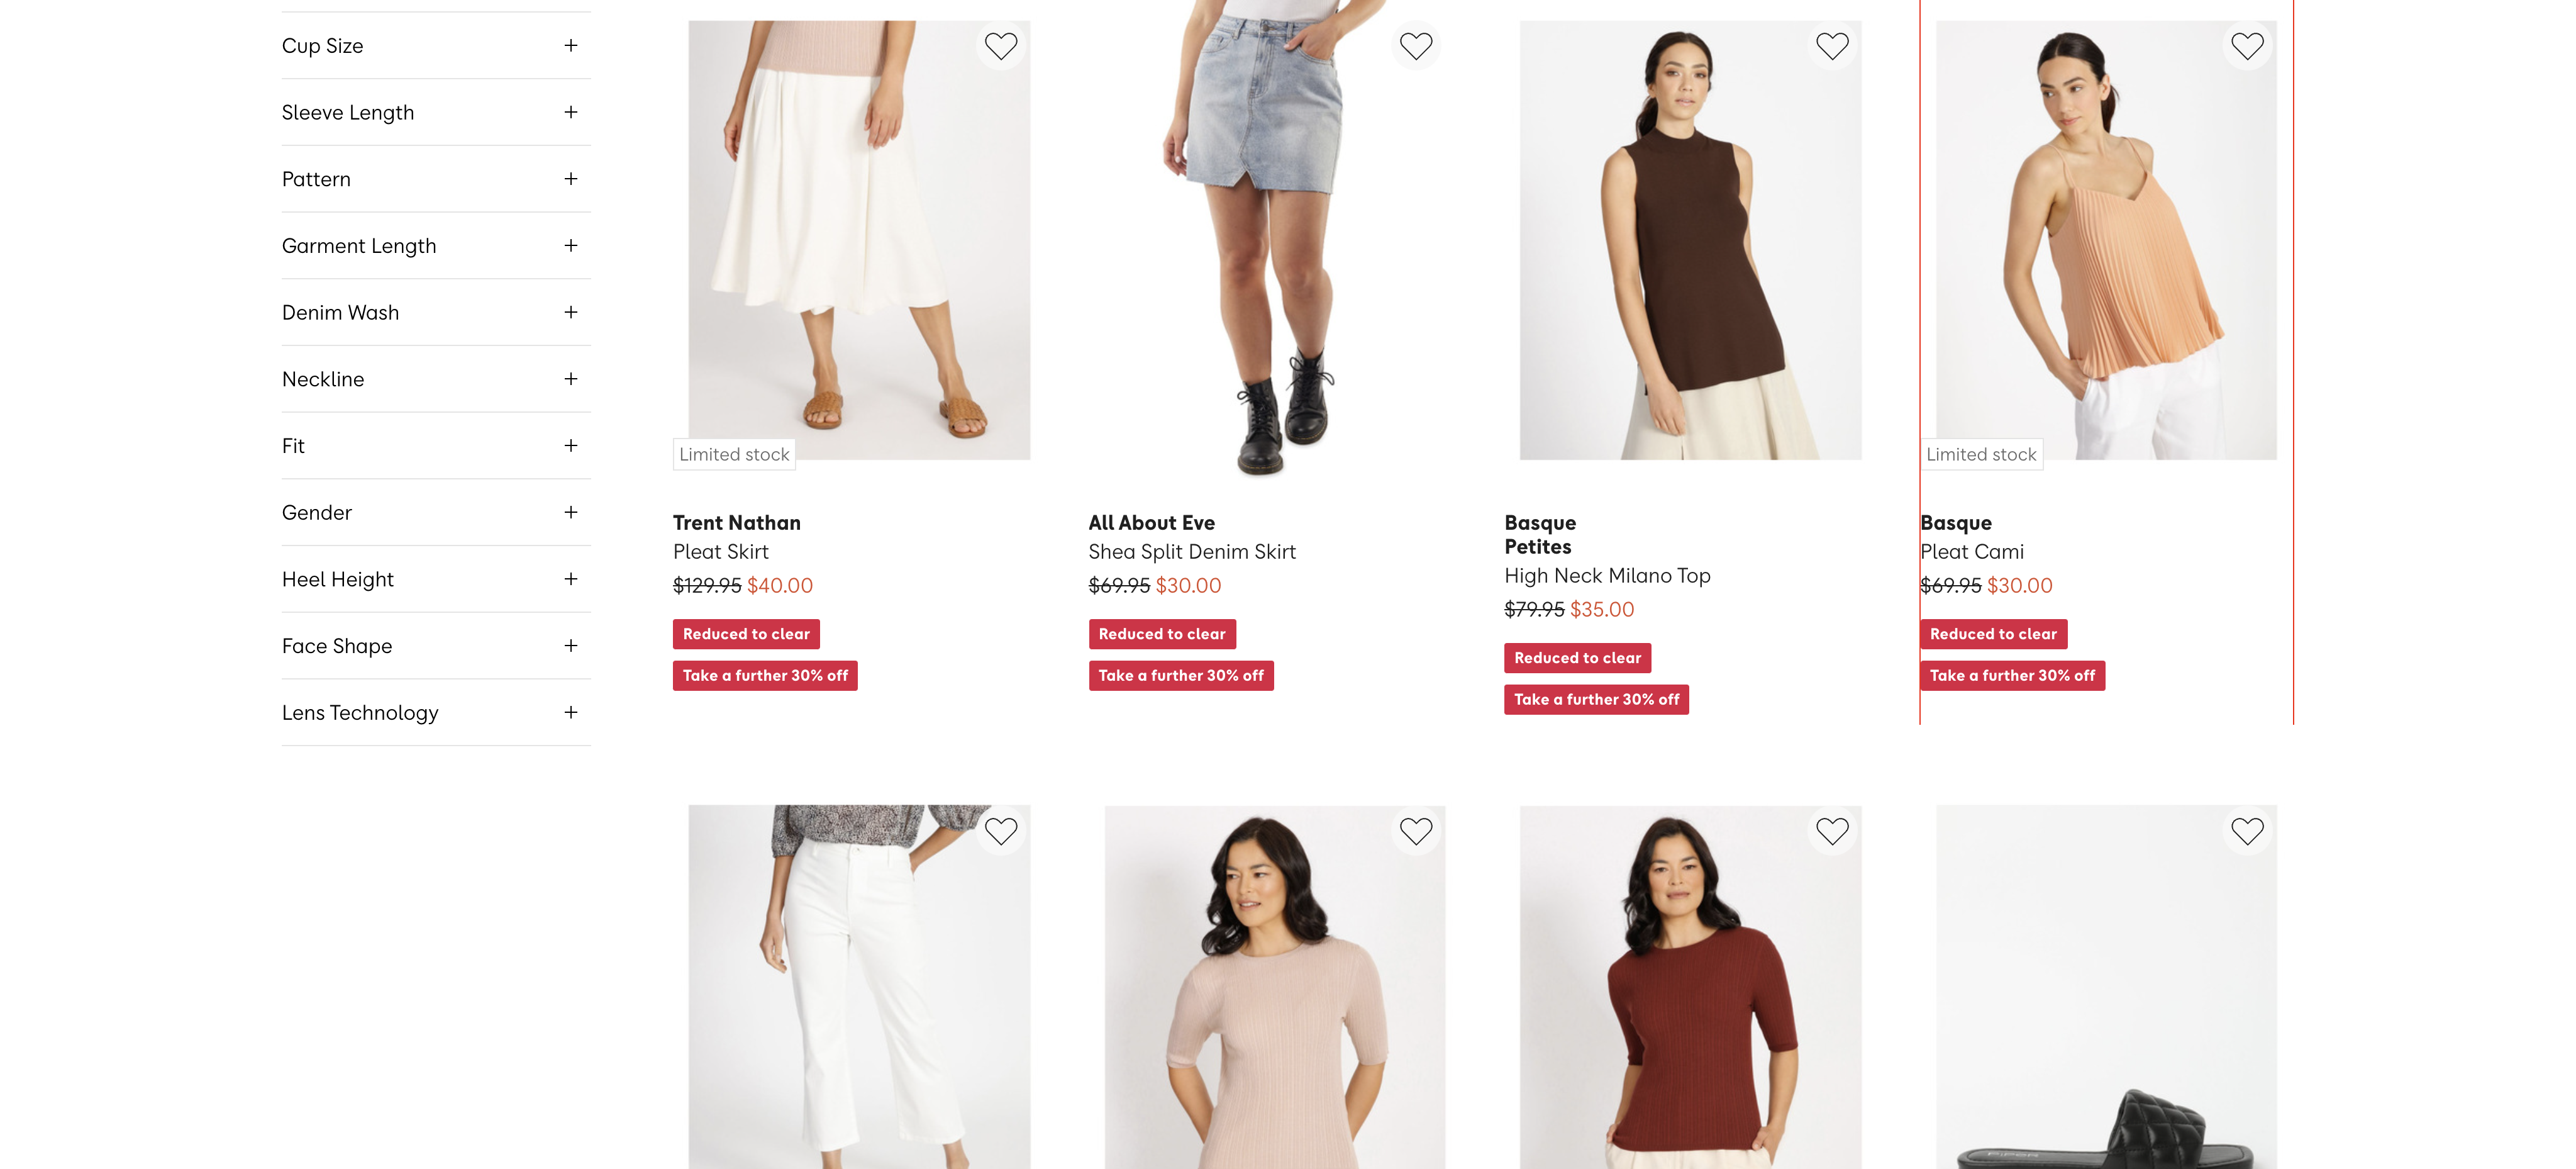 Cup Size
Sleeve Length
Pattern
Garment Length
Denim Wash
Neckline
Fit
Gender
Heel Height
Face Shape
Lens Technology
Limited stock
Trent Nathan
Pleat Skirt
$129.95 $40.00
Reduced to clear
Take a further 30% off
All About Eve
Shea Split Denim Skirt
$69.95 $30.00
Reduced to clear
Take a further 30% off
Basque
Petites
High Neck Milano Top
$79.95 $35.00
Reduced to clear
Take a further 30% off
Limited stock
Basque
Pleat Cami
$69.95 $30.00
Reduced to clear
Take a further 30% off